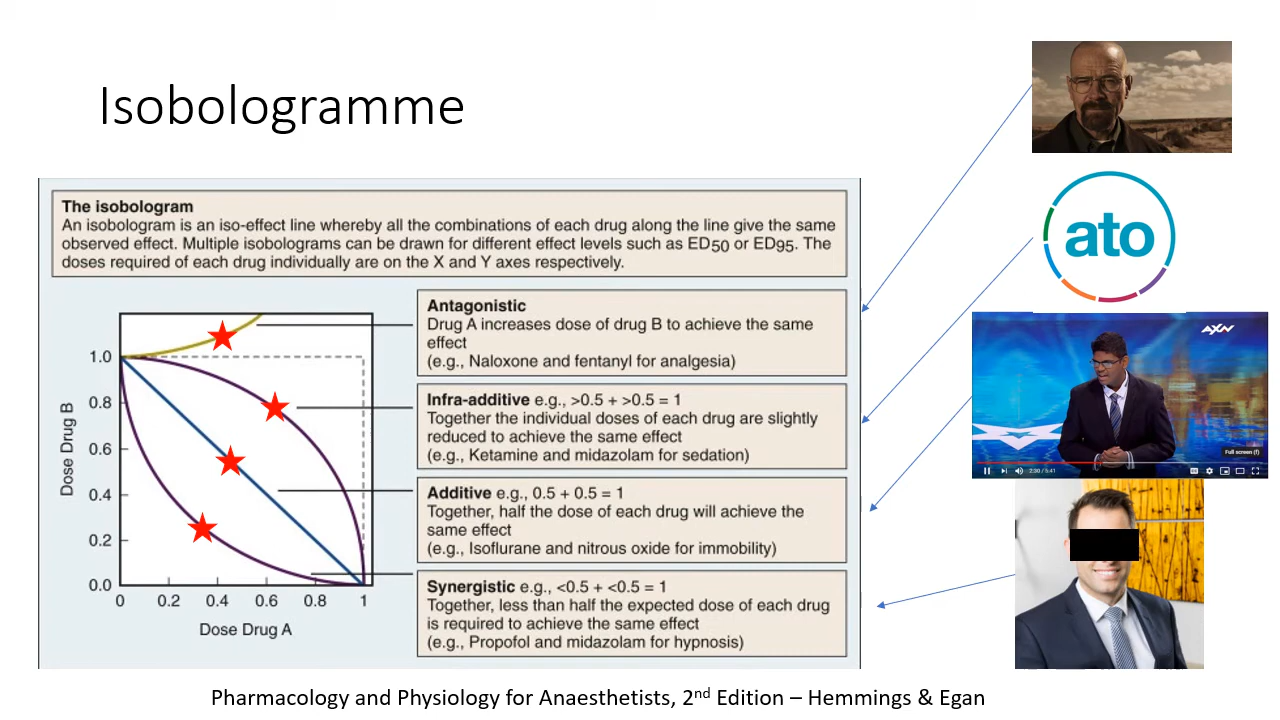 Isobologramme
The isobologram
An isobologram is an iso-effect line whereby all the combinations of each drug along the line give the same
observed effect. Multiple isobolograms can be drawn for different effect levels such as ED50 or ED95. The
doses required of each drug individually are on the X and Y axes respectively.
Dose Drug B
1.0
0.8
0.6
0.4
0.2
0.0
0
0.2
0.4
0.6
0.8
1
Dose Drug A
Antagonistic
Drug A increases dose of drug B to achieve the same
effect
(e.g., Naloxone and fentanyl for analgesia)
Infra-additive e.g., >0.5 + >0.5 = 1
Together the individual doses of each drug are slightly
reduced to achieve the same effect
(e.g., Ketamine and midazolam for sedation)
Additive e.g., 0.5 + 0.5 = 1
Together, half the dose of each drug will achieve the
same effect
(e.g., Isoflurane and nitrous oxide for immobility)
Synergistic e.g., <0.5 + <0.5 = 1
Together, less than half the expected dose of each drug
is required to achieve the same effect
(e.g., Propofol and midazolam for hypnosis)
ato
AXN
Full screen (f)
2:30 / 5:41
Pharmacology and Physiology for Anaesthetists, 2nd Edition – Hemmings & Egan